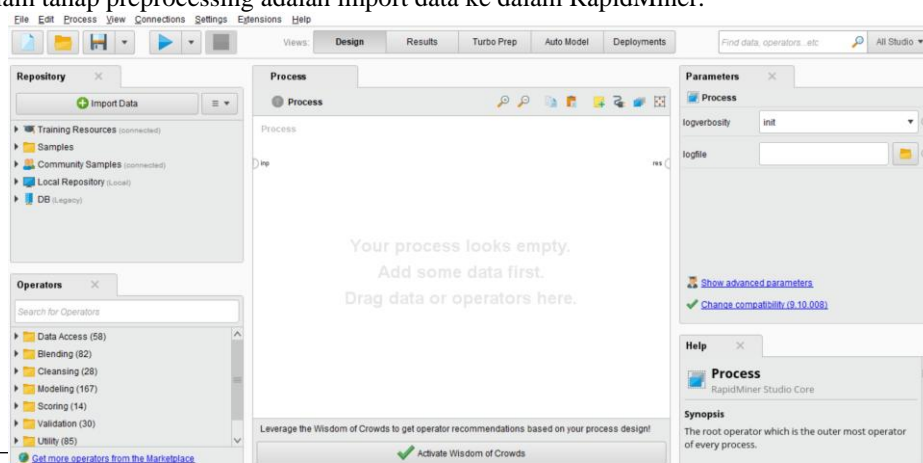 tahap preprocessing adalah import data ke dalam RapidMiner.
File Edit Process View Connections Settings Extensions Help
Views: Design Results Turbo Prep Auto Model Deployments Find data, operators...etc All Studio
Repository
Import Data
Training Resources (connected)
Samples
Community Samples (connected)
Local Repository (Local)
DB (Legacy)
Operators
Search for Operators
Data Access (58)
Blending (82)
Cleansing (28)
Modeling (167)
Scoring (14)
Validation (30)
Utility (85)
Get more operators from the Marketplace
Process
Process
Process
inp
res
Your process looks empty.
Add some data first.
Drag data or operators here.
Leverage the Wisdom of Crowds to get operator recommendations based on your process design!
Activate Wisdom of Crowds
Parameters
Process
logverbosity init
logfile
Show advanced parameters
Change compatibility (9.10.008)
Help
Process
RapidMiner Studio Core
Synopsis
The root operator which is the outer most operator
of every process.